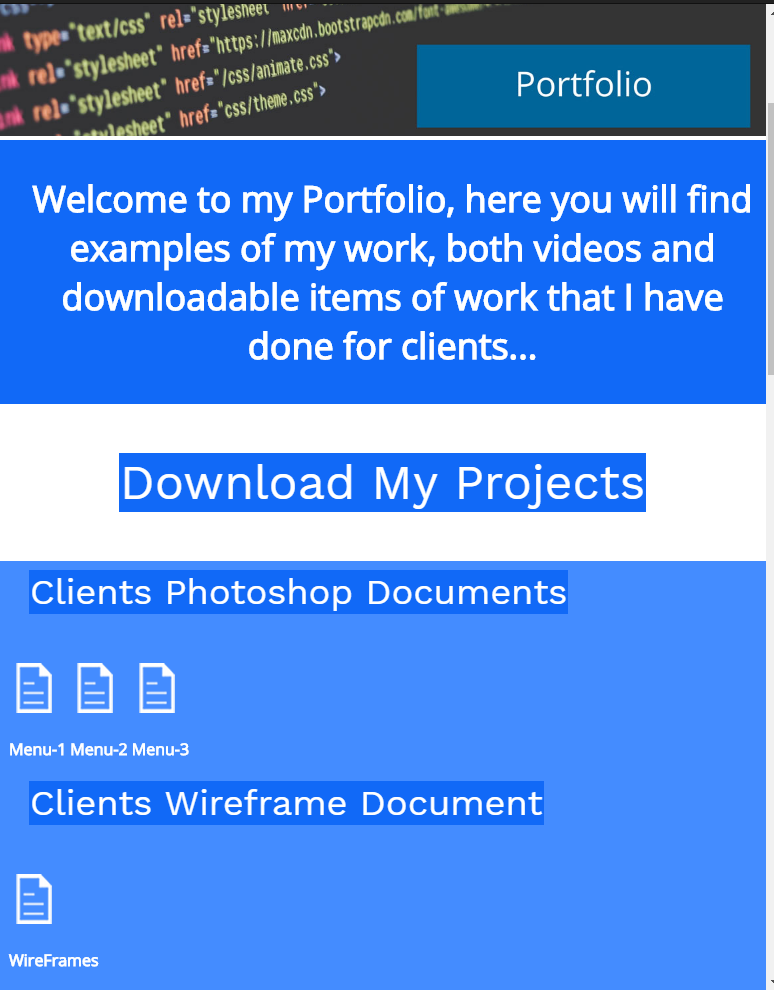 type="text/css" rel="stylesheet"
rel="stylesheet" href="https://maxcdn.bootstrapcdn.com/font-awesome
rel="stylesheet" href="/css/animate.css">
rel="stylesheet" href="css/theme.css">
Portfolio
Welcome to my Portfolio, here you will find
examples of my work, both videos and
downloadable items of work that I have
done for clients...
Download My Projects
Clients Photoshop Documents
Menu-1 Menu-2 Menu-3
Clients Wireframe Document
WireFrames